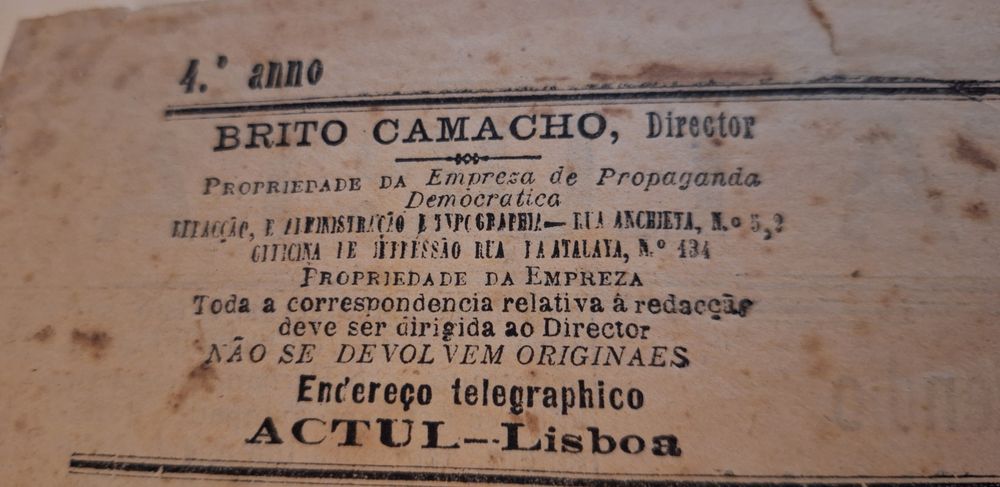 4.º anno
BRITO CAMACHO, Director
PROPRIEDADE DA Empreza de Propaganda
Democratica
REDACÇÃO, E ADMINISTRAÇÃO E TYPOGRAPHIA—RUA ANCHIETA, N.º 5, 2
OFFICINA DE IMPRESSÃO RUA DA ATALAYA, N.º 134
PROPRIEDADE DA EMPREZA
Toda a correspondencia relativa á redacção
deve ser dirigida ao Director
NÃO SE DEVOLVEM ORIGINAES
Endereço telegraphico
ACTUL—Lisboa